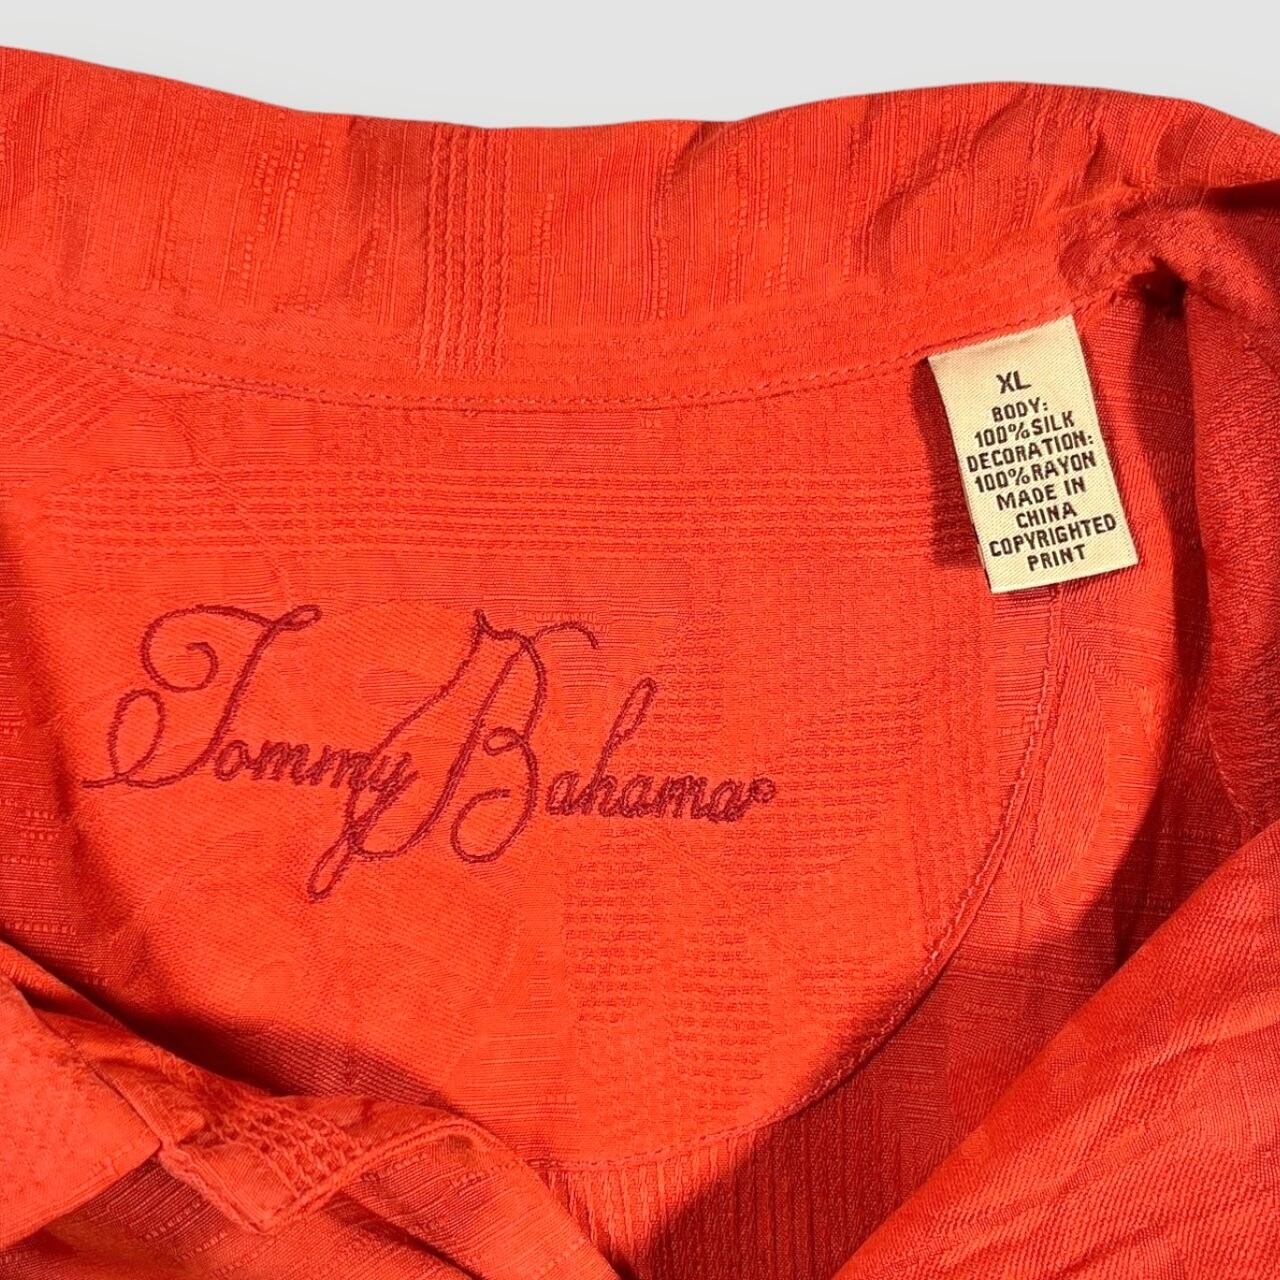 XL
BODY:
100%SILK
DECORATION:
100%RAYON
MADE IN
CHINA
COPYRIGHTED
PRINT
Tommy Bahama®